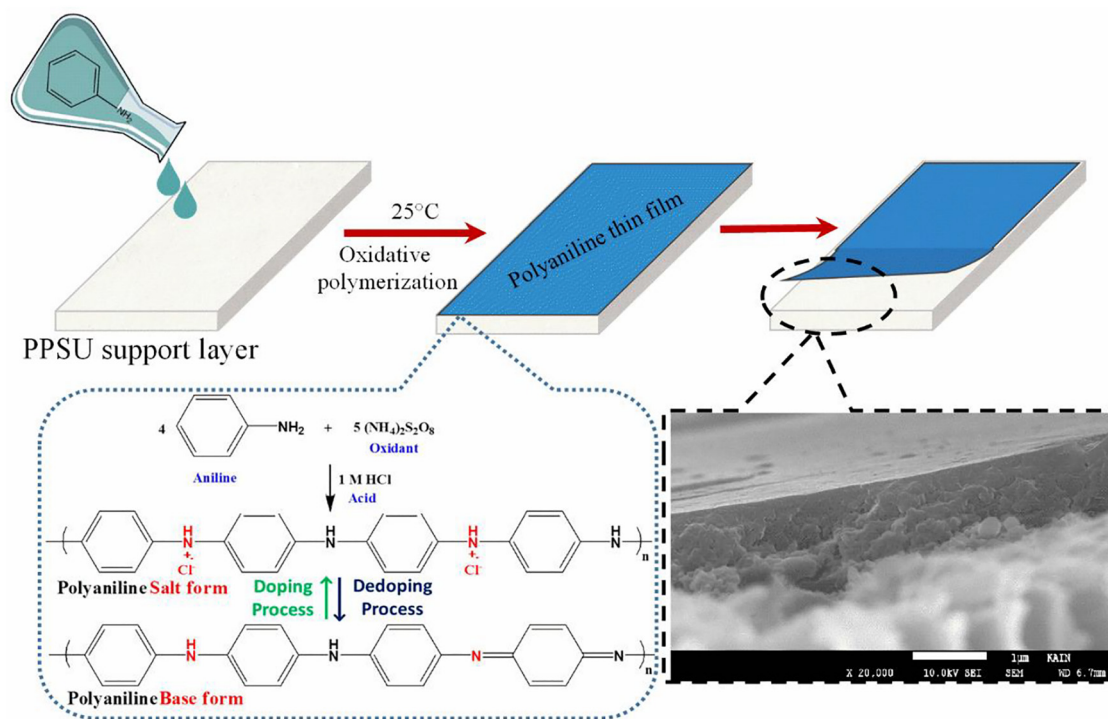 NH₂
25°C
Oxidative
polymerization
Polyaniline thin film
PPSU support layer
4 NH₂ + 5 (NH₄)₂S₂O₈
Oxidant
Aniline
1 M HCl
Acid
H N +· Cl⁻ H N H N +· Cl⁻ H N n
Polyaniline Salt form
Doping
Process
Dedoping
Process
H N H N N N n
Polyaniline Base form
1µm KAIN
X 20,000 10.0kV SEI SEM WD 6.7mm